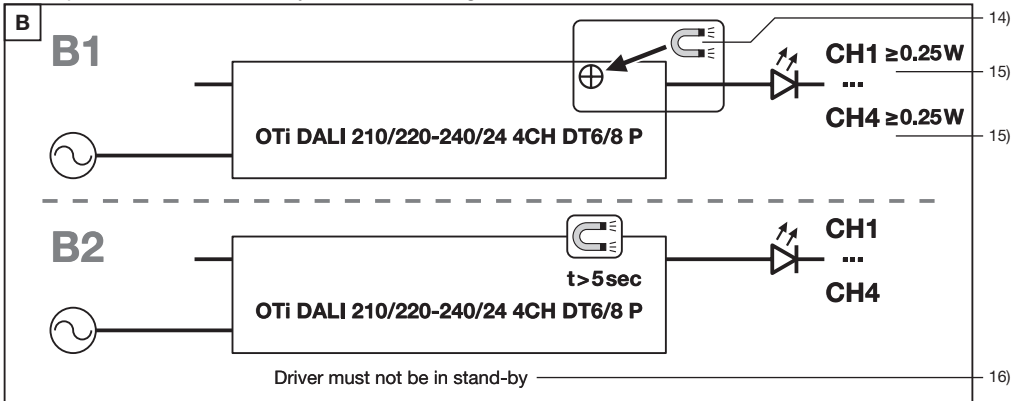 B
B1
14)
CH1 ≥0.25W
15)
...
CH4 ≥0.25W
15)
OTi DALI 210/220-240/24 4CH DT6/8 P
B2
CH1
...
CH4
t>5sec
OTi DALI 210/220-240/24 4CH DT6/8 P
Driver must not be in stand-by
16)